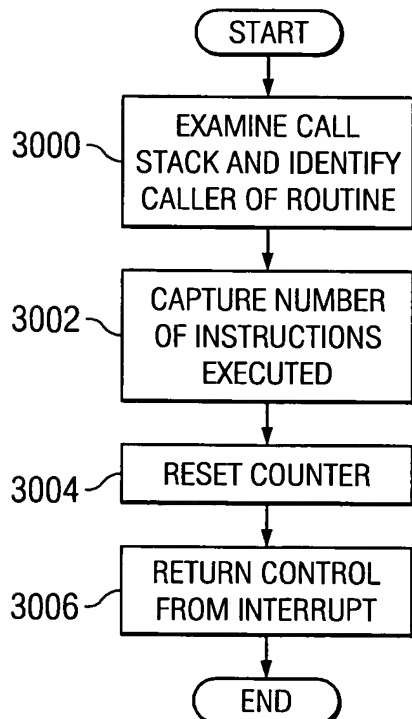 START
3000
EXAMINE CALL
STACK AND IDENTIFY
CALLER OF ROUTINE
3002
CAPTURE NUMBER
OF INSTRUCTIONS
EXECUTED
3004
RESET COUNTER
3006
RETURN CONTROL
FROM INTERRUPT
END